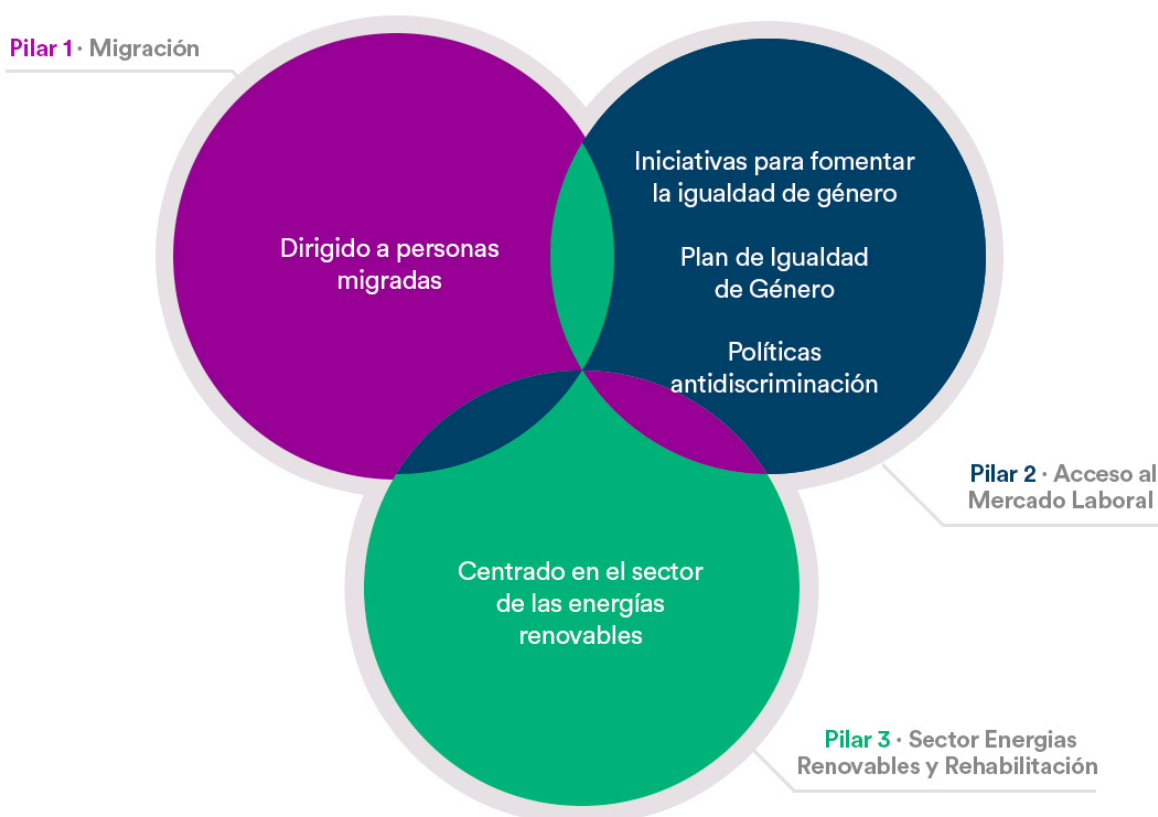 Pilar 1 · Migración
Iniciativas para fomentar
la igualdad de género
Plan de Igualdad
de Género
Políticas
antidiscriminación
Dirigido a personas
migradas
Pilar 2 · Acceso al
Mercado Laboral
Centrado en el sector
de las energías
renovables
Pilar 3 · Sector Energias
Renovables y Rehabilitación